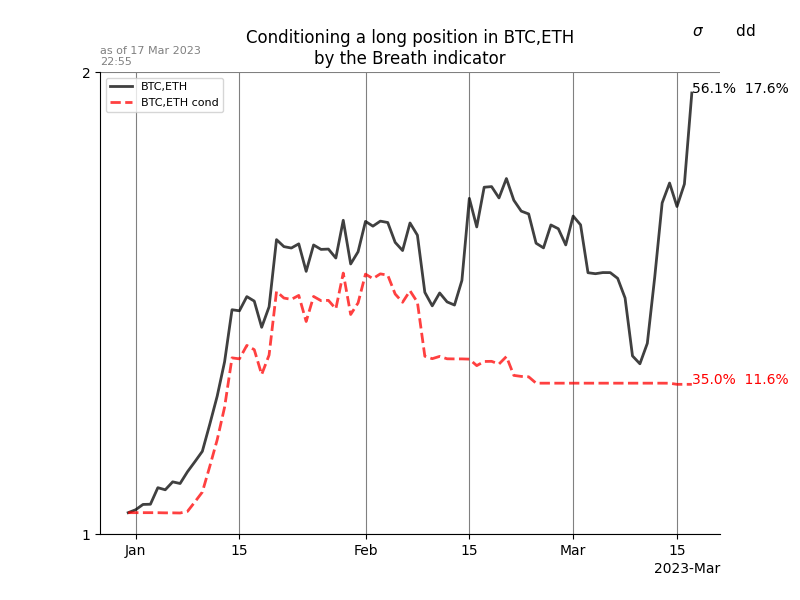 σ dd
Conditioning a long position in BTC,ETH
by the Breath indicator
as of 17 Mar 2023
22:55
2
BTC,ETH
BTC,ETH cond
56.1% 17.6%
35.0% 11.6%
1
Jan 15 Feb 15 Mar 15
2023-Mar